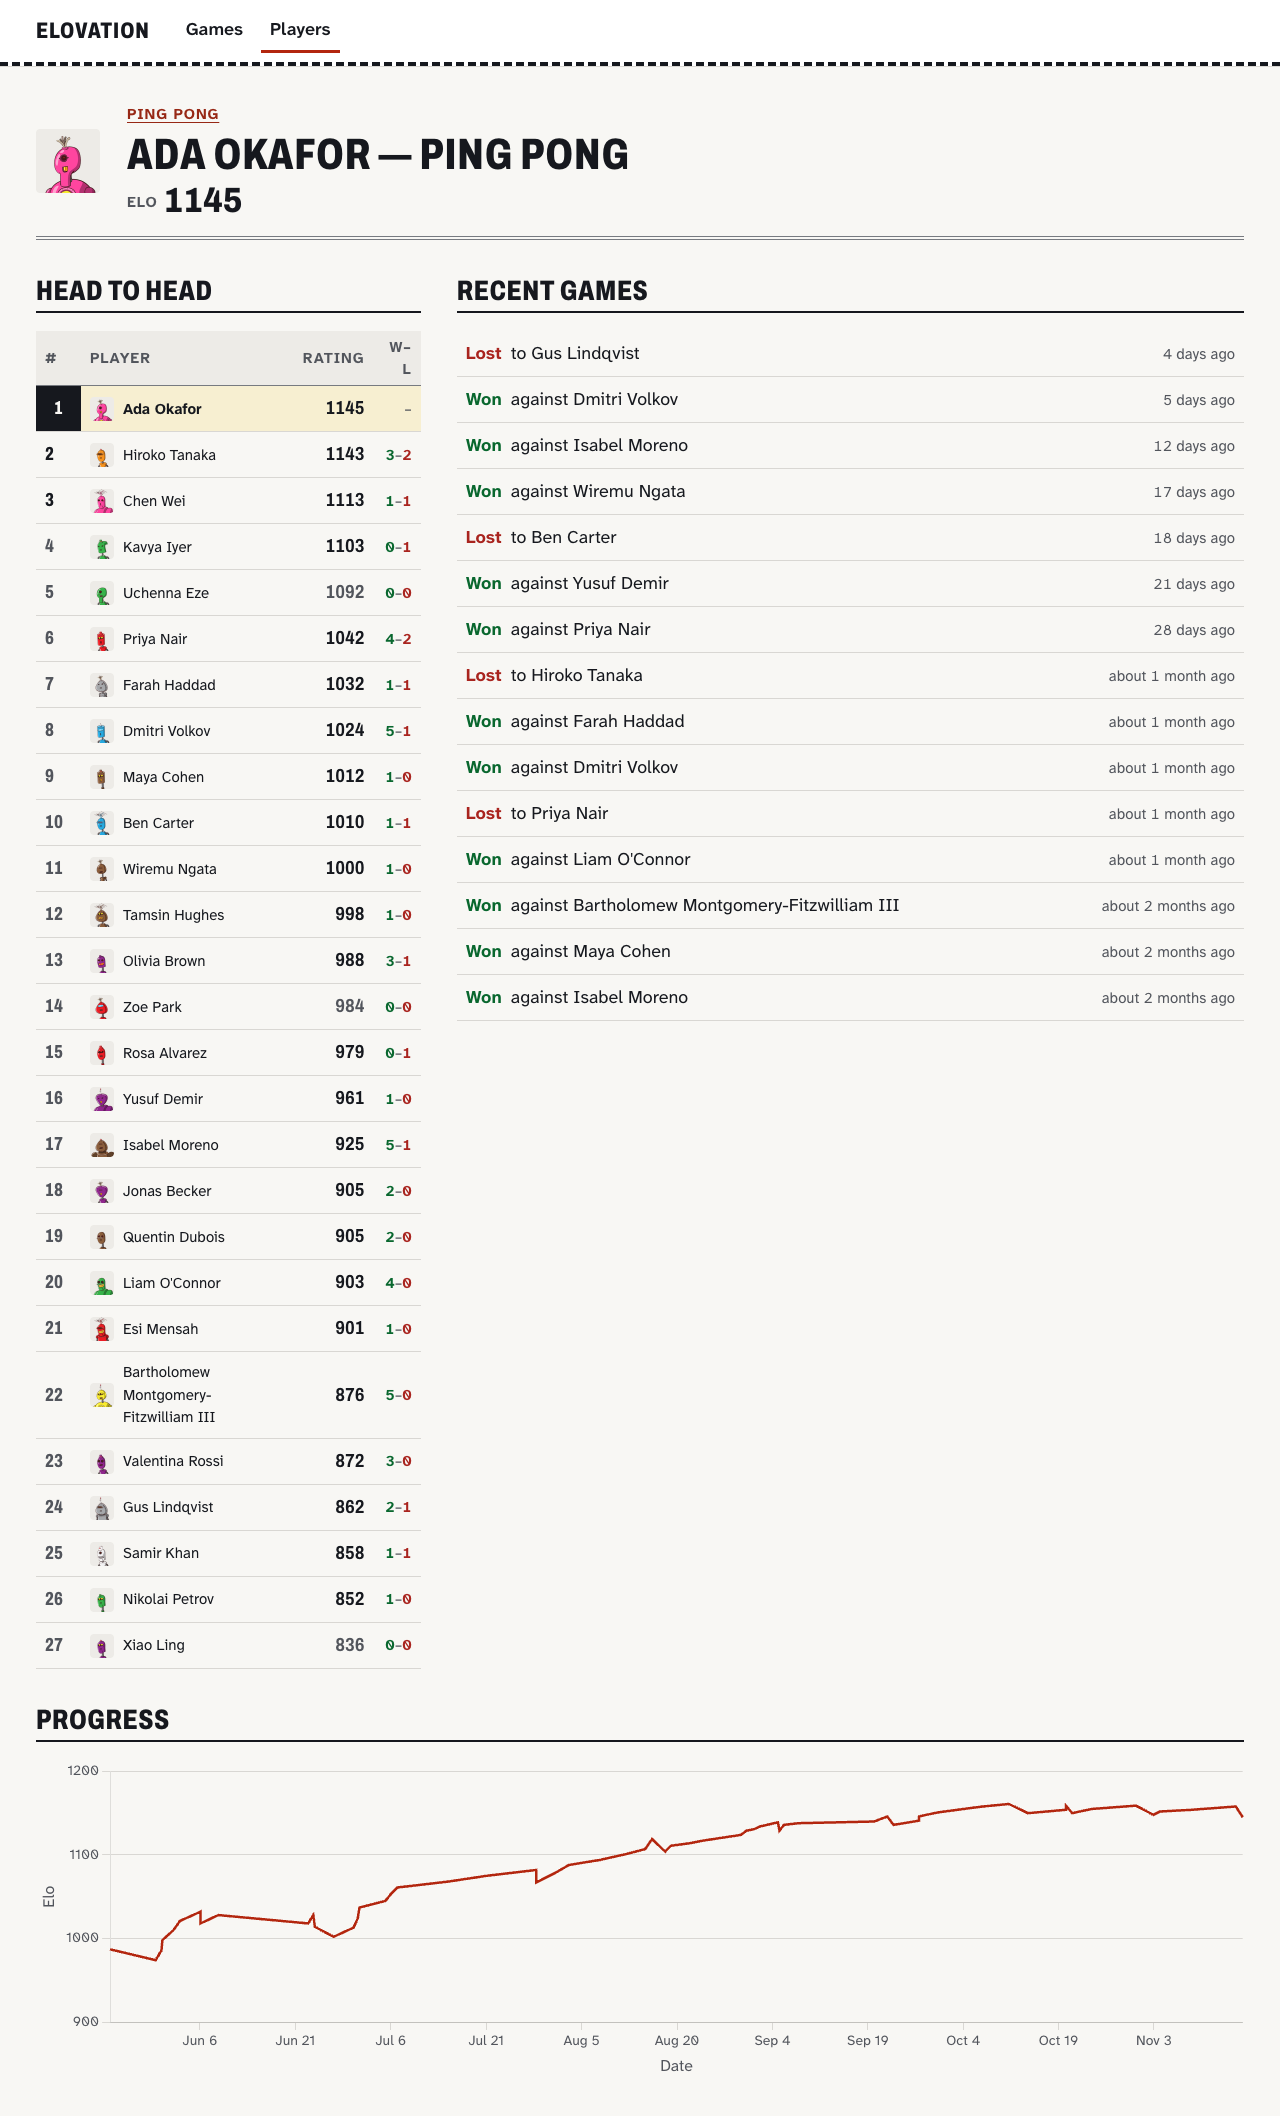 ELOVATION Games Players
PING PONG
ADA OKAFOR — PING PONG
ELO 1145
HEAD TO HEAD
# PLAYER RATING W–
L
1 Ada Okafor 1145 –
2 Hiroko Tanaka 1143 3–2
3 Chen Wei 1113 1–1
4 Kavya Iyer 1103 0–1
5 Uchenna Eze 1092 0–0
6 Priya Nair 1042 4–2
7 Farah Haddad 1032 1–1
8 Dmitri Volkov 1024 5–1
9 Maya Cohen 1012 1–0
10 Ben Carter 1010 1–1
11 Wiremu Ngata 1000 1–0
12 Tamsin Hughes 998 1–0
13 Olivia Brown 988 3–1
14 Zoe Park 984 0–0
15 Rosa Alvarez 979 0–1
16 Yusuf Demir 961 1–0
17 Isabel Moreno 925 5–1
18 Jonas Becker 905 2–0
19 Quentin Dubois 905 2–0
20 Liam O'Connor 903 4–0
21 Esi Mensah 901 1–0
22 Bartholomew
Montgomery-
Fitzwilliam III 876 5–0
23 Valentina Rossi 872 3–0
24 Gus Lindqvist 862 2–1
25 Samir Khan 858 1–1
26 Nikolai Petrov 852 1–0
27 Xiao Ling 836 0–0
RECENT GAMES
Lost to Gus Lindqvist 4 days ago
Won against Dmitri Volkov 5 days ago
Won against Isabel Moreno 12 days ago
Won against Wiremu Ngata 17 days ago
Lost to Ben Carter 18 days ago
Won against Yusuf Demir 21 days ago
Won against Priya Nair 28 days ago
Lost to Hiroko Tanaka about 1 month ago
Won against Farah Haddad about 1 month ago
Won against Dmitri Volkov about 1 month ago
Lost to Priya Nair about 1 month ago
Won against Liam O'Connor about 1 month ago
Won against Bartholomew Montgomery-Fitzwilliam III about 2 months ago
Won against Maya Cohen about 2 months ago
Won against Isabel Moreno about 2 months ago
PROGRESS
1200
1100
1000
900
Elo
Jun 6 Jun 21 Jul 6 Jul 21 Aug 5 Aug 20 Sep 4 Sep 19 Oct 4 Oct 19 Nov 3
Date